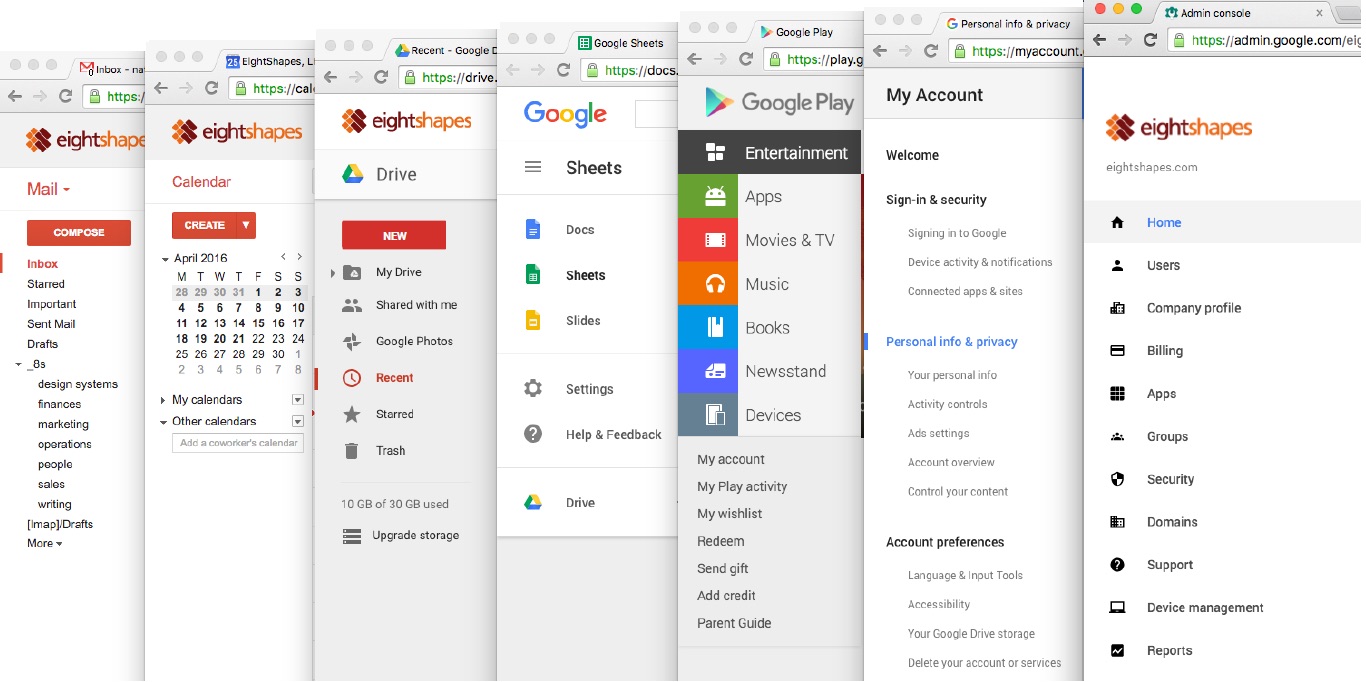 Inbox - na
https:/
eightshape
Mail
COMPOSE
Inbox
Starred
Important
Sent Mail
Drafts
_8s
design systems
finances
marketing
operations
people
sales
writing
[Imap]/Drafts
More
25 EightShapes, L
https://cal
eightshapes
Calendar
CREATE
April 2016
M T W T F S S
28 29 30 31 1 2 3
4 5 6 7 8 9 10
11 12 13 14 15 16 17
18 19 20 21 22 23 24
25 26 27 28 29 30 1
2 3 4 5 6 7 8
My calendars
Other calendars
Add a coworker's calendar
Recent - Google D
https://drive.
eightshapes
Drive
NEW
My Drive
Shared with me
Google Photos
Recent
Starred
Trash
10 GB of 30 GB used
Upgrade storage
Google Sheets
https://docs.
Google
Sheets
Docs
Sheets
Slides
Settings
? Help & Feedback
Drive
Google Play
https://play.g
Google Play
Entertainment
Apps
Movies & TV
Music
Books
Newsstand
Devices
My account
My Play activity
My wishlist
Redeem
Send gift
Add credit
Parent Guide
G Personal info & privacy
https://myaccount.
My Account
Welcome
Sign-in & security
Signing in to Google
Device activity & notifications
Connected apps & sites
Personal info & privacy
Your personal info
Activity controls
Ads settings
Account overview
Control your content
Account preferences
Language & Input Tools
Accessibility
Your Google Drive storage
Delete your account or services
Admin console
https://admin.google.com/eig
eightshapes
eightshapes.com
Home
Users
Company profile
Billing
Apps
Groups
Security
Domains
? Support
Device management
Reports